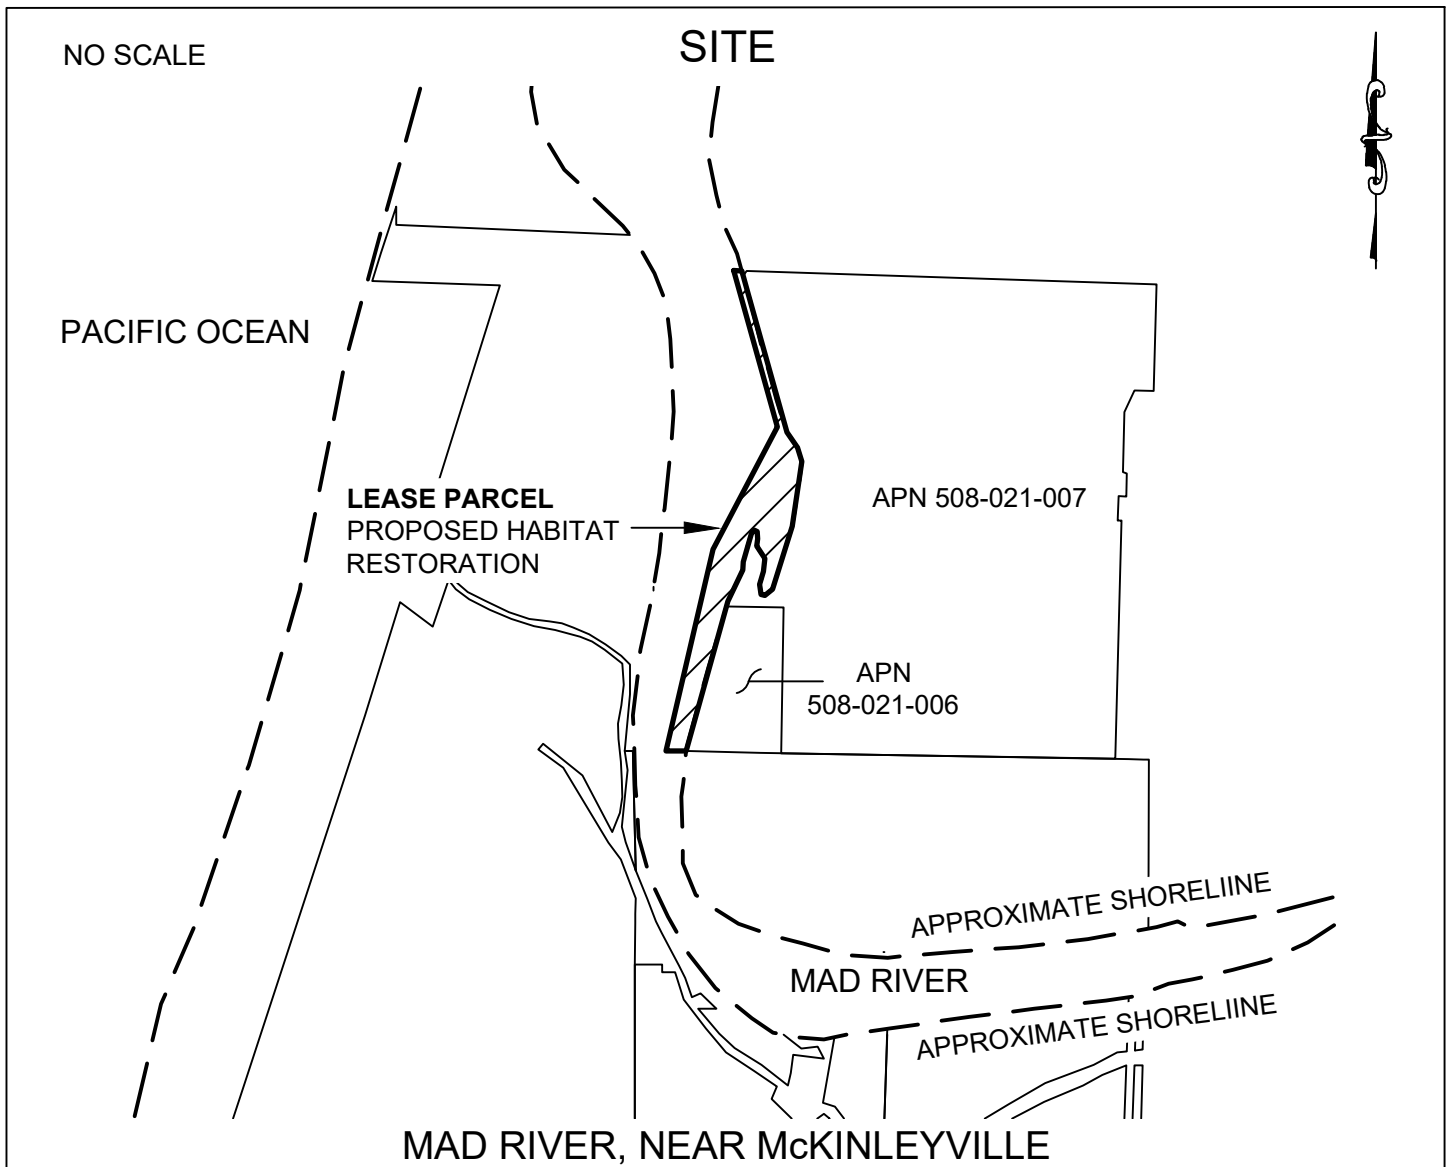 NO SCALE
SITE
PACIFIC OCEAN
LEASE PARCEL
PROPOSED HABITAT
RESTORATION
APN 508-021-007
APN
508-021-006
APPROXIMATE SHORELIINE
MAD RIVER
APPROXIMATE SHORELIINE
MAD RIVER, NEAR McKINLEYVILLE